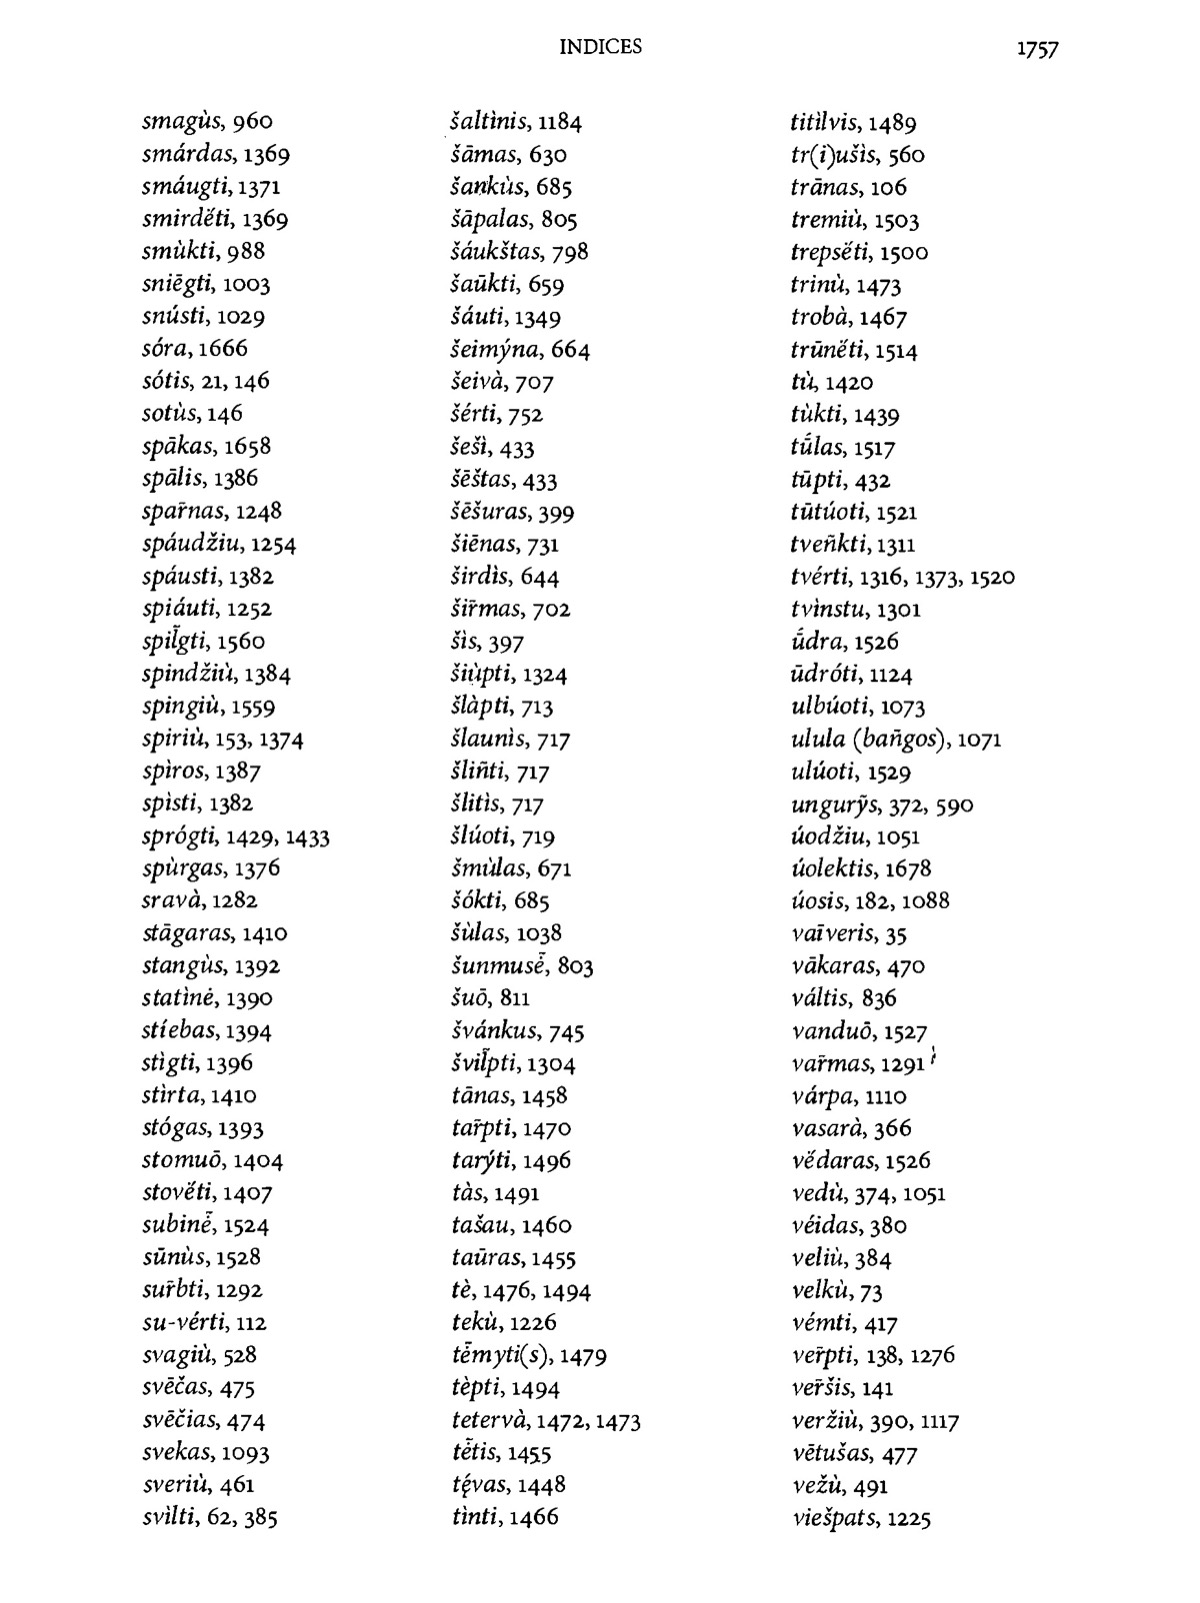 INDICES
1757
smagùs, 960
smárdas, 1369
smáugti, 1371
smirdė́ti, 1369
smùkti, 988
sniēgti, 1003
snústi, 1029
sóra, 1666
sótis, 21, 146
sotùs, 146
spākas, 1658
spālis, 1386
spar̃nas, 1248
spáudžiu, 1254
spáusti, 1382
spiáuti, 1252
spil̃gti, 1560
spindžiù, 1384
spingiù, 1559
spiriù, 153, 1374
spìros, 1387
spìsti, 1382
sprógti, 1429, 1433
spùrgas, 1376
sravà, 1282
stāgaras, 1410
stangùs, 1392
statìnė, 1390
stíebas, 1394
stìgti, 1396
stìrta, 1410
stógas, 1393
stomuō, 1404
stovė́ti, 1407
subinė̃, 1524
sūnùs, 1528
sur̃bti, 1292
su-vérti, 112
svagiù, 528
svēčas, 475
svēčias, 474
svekas, 1093
sveriù, 461
svìlti, 62, 385
šaltìnis, 1184
šāmas, 630
šankùs, 685
šāpalas, 805
šáukštas, 798
šaūkti, 659
šáuti, 1349
šeimýna, 664
šeivà, 707
šérti, 752
šešì, 433
šēštas, 433
šēšuras, 399
šiēnas, 731
širdìs, 644
šir̃mas, 702
šìs, 397
šiùpti, 1324
šlàpti, 713
šlaunìs, 717
šliñti, 717
šlitìs, 717
šlúoti, 719
šmùlas, 671
šókti, 685
šùlas, 1038
šunmusė̃, 803
šuō, 811
švánkus, 745
švil̃pti, 1304
tānas, 1458
tar̃pti, 1470
tarýti, 1496
tàs, 1491
tašau, 1460
taūras, 1455
tè, 1476, 1494
tekù, 1226
tė̃myti(s), 1479
tèpti, 1494
tetervà, 1472, 1473
tė̃tis, 1455
tę́vas, 1448
tìnti, 1466
titìlvis, 1489
tr(i)ušìs, 560
trānas, 106
tremiù, 1503
trepsė́ti, 1500
trinù, 1473
trobà, 1467
trūnė́ti, 1514
tù, 1420
tùkti, 1439
tū́las, 1517
tūpti, 432
tūtúoti, 1521
tveñkti, 1311
tvérti, 1316, 1373, 1520
tvìnstu, 1301
ū́dra, 1526
ūdróti, 1124
ulbúoti, 1073
ulula (bañgos), 1071
ulúoti, 1529
ungurỹs, 372, 590
úodžiu, 1051
úolektis, 1678
úosis, 182, 1088
vaīveris, 35
vākaras, 470
váltis, 836
vanduō, 1527
var̃mas, 1291
várpa, 1110
vasarà, 366
vė́daras, 1526
vedù, 374, 1051
véidas, 380
veliù, 384
velkù, 73
vémti, 417
ver̃pti, 138, 1276
ver̃šis, 141
veržiù, 390, 1117
vētušas, 477
vežù, 491
viešpats, 1225